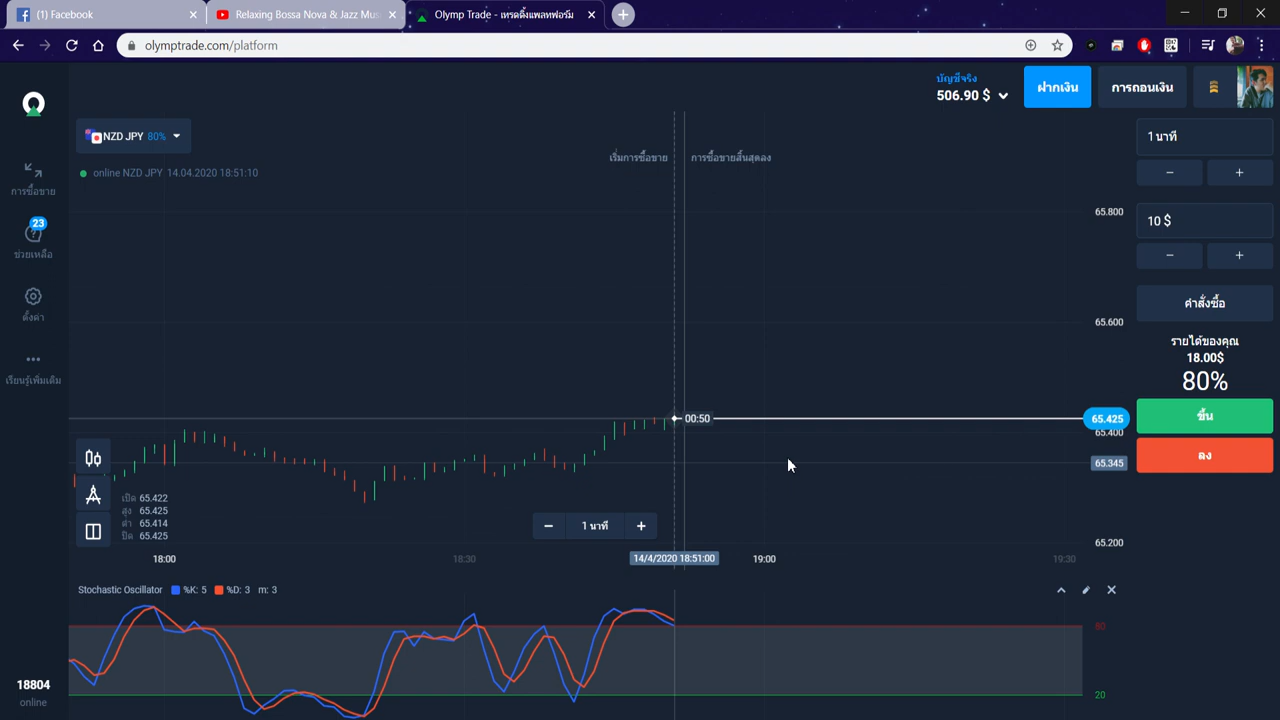 (1) Facebook
Relaxing Bossa Nova & Jazz Mus
Olymp Trade - เทรดดิ้งแพลทฟอร์ม
olymptrade.com/platform
บัญชีจริง
506.90 $
ฝากเงิน
การถอนเงิน
NZD JPY 80%
online NZD JPY 14.04.2020 18:51:10
เริ่มการซื้อขาย
การซื้อขายสิ้นสุดลง
การซื้อขาย
23
ช่วยเหลือ
ตั้งค่า
เรียนรู้เพิ่มเติม
18804
online
1 นาที
− +
10 $
− +
คำสั่งซื้อ
รายได้ของคุณ
18.00$
80%
ขึ้น
ลง
65.800
65.600
65.425
65.400
65.345
65.200
00:50
เปิด 65.422
สูง 65.425
ต่ำ 65.414
ปิด 65.425
− 1 นาที +
18:00
18:30
14/4/2020 18:51:00
19:00
19:30
Stochastic Oscillator %K: 5 %D: 3 m: 3
80
20